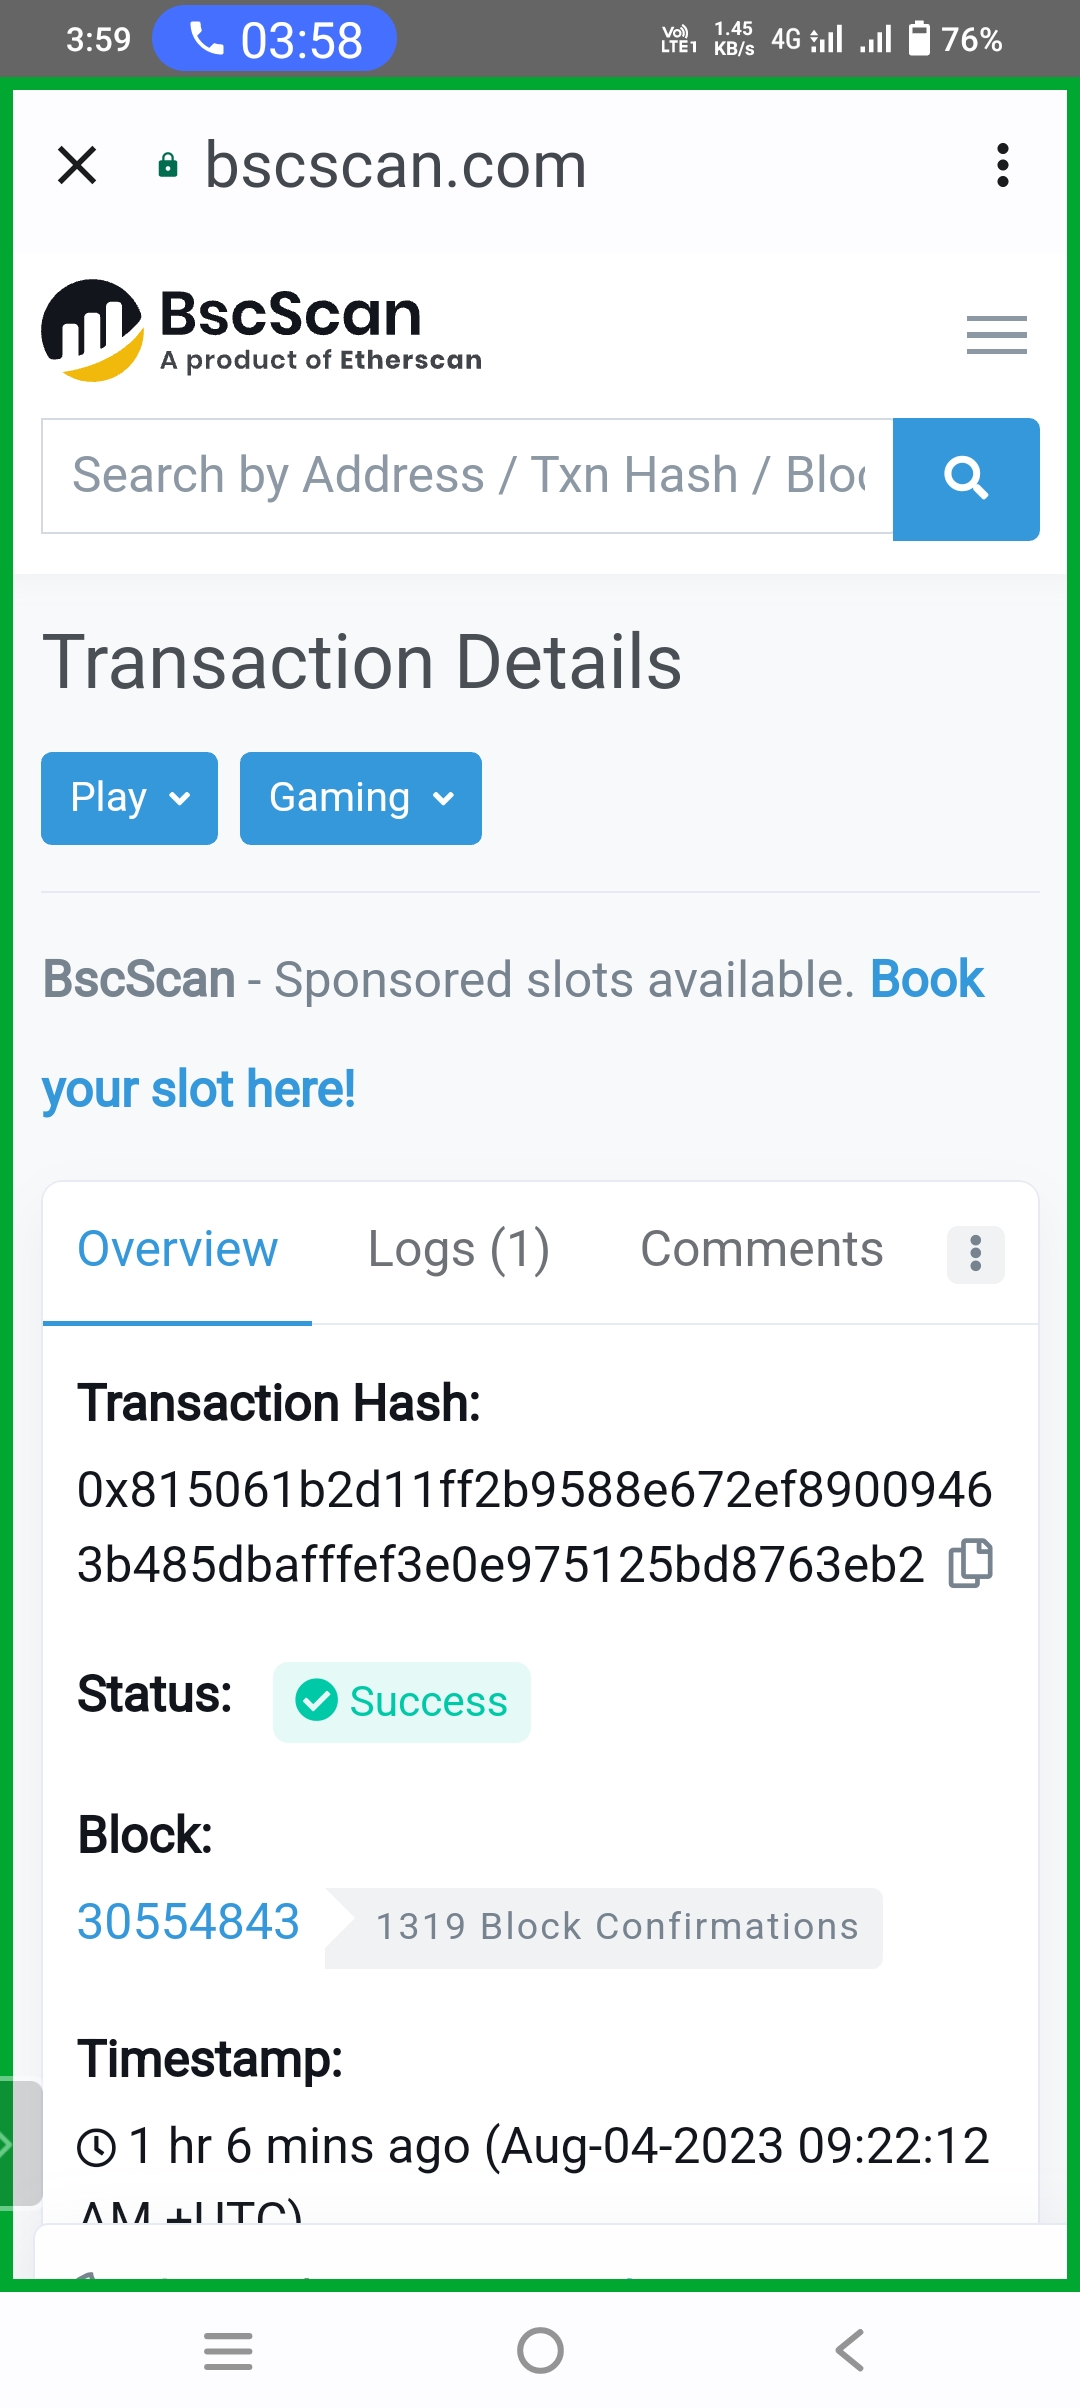 3:59 03:58 Vo)) LTE1 1.45 KB/s 4G 76%
bscscan.com
BscScan
A product of Etherscan
Search by Address / Txn Hash / Bloc
Transaction Details
Play Gaming
BscScan - Sponsored slots available. Book
your slot here!
Overview Logs (1) Comments
Transaction Hash:
0x815061b2d11ff2b9588e672ef8900946
3b485dbafffef3e0e975125bd8763eb2
Status: Success
Block:
30554843 1319 Block Confirmations
Timestamp:
1 hr 6 mins ago (Aug-04-2023 09:22:12
AM +UTC)